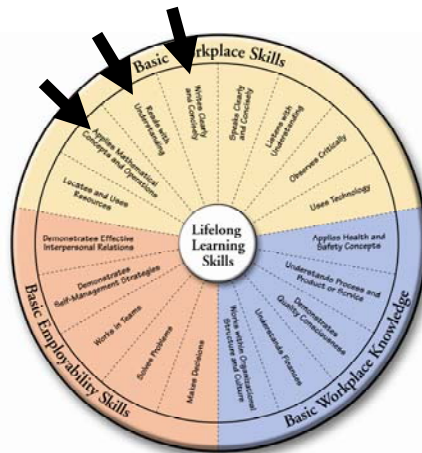 Basic Workplace Skills
Locates and Uses
Resources
Applies Mathematical
Concepts and Operations
Reads with
Understanding
Writes Clearly
and Concisely
Speaks Clearly
and Concisely
Listens with
Understanding
Observes Critically
Uses Technology
Lifelong
Learning
Skills
Basic Workplace Knowledge
Applies Health and
Safety Concepts
Understands Process and
Product or Service
Demonstrates
Quality Consciousness
Understands Finances
Works within Organizational
Structure and Culture
Basic Employability Skills
Makes Decisions
Solves Problems
Works in Teams
Demonstrates
Self-Management Strategies
Demonstrates Effective
Interpersonal Relations